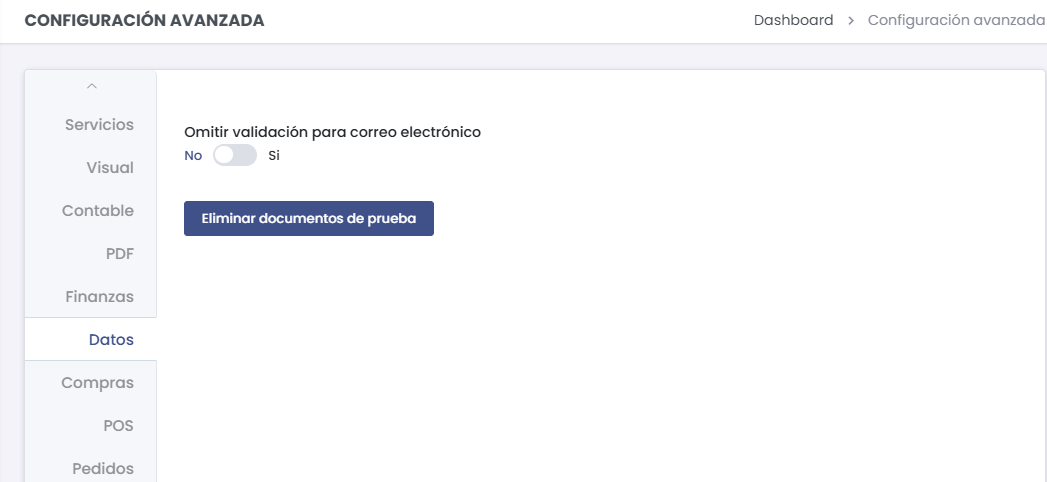 CONFIGURACIÓN AVANZADA
Dashboard > Configuración avanzada
Servicios
Visual
Contable
PDF
Finanzas
Datos
Compras
POS
Pedidos
Omitir validación para correo electrónico
No Si
Eliminar documentos de prueba